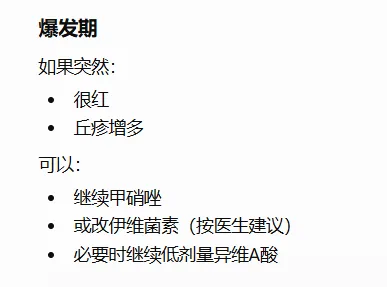 爆发期
如果突然：
• 很红
• 丘疹增多
可以：
• 继续甲硝唑
• 或改伊维菌素（按医生建议）
• 必要时继续低剂量异维A酸